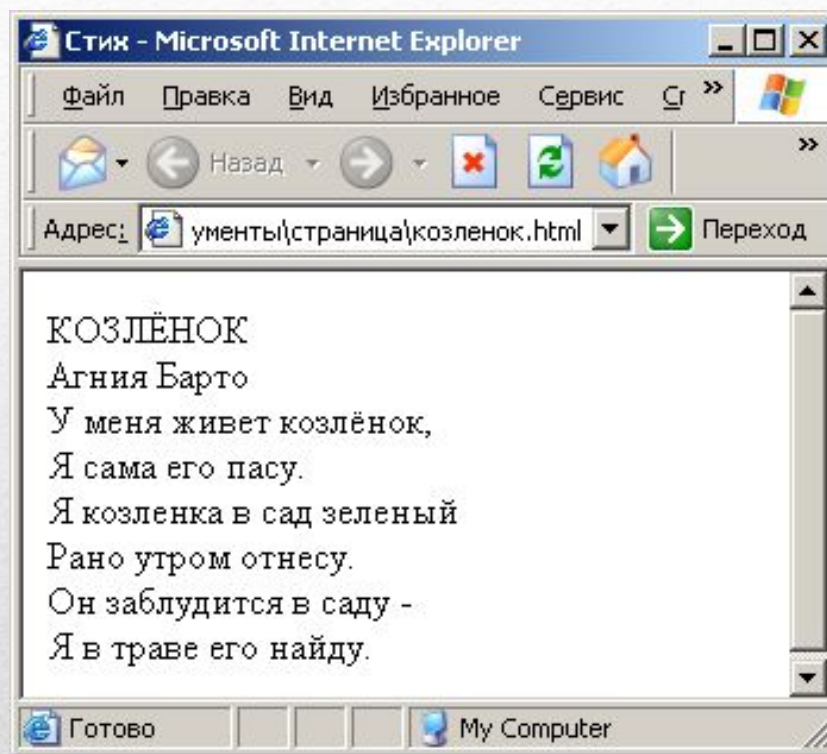 Стих - Microsoft Internet Explorer
Файл Правка Вид Избранное Сервис Сг »
Назад »
Адрес: ументы\страница\козленок.html Переход
КОЗЛЁНОК
Агния Барто
У меня живет козлёнок,
Я сама его пасу.
Я козленка в сад зеленый
Рано утром отнесу.
Он заблудится в саду -
Я в траве его найду.
Готово My Computer